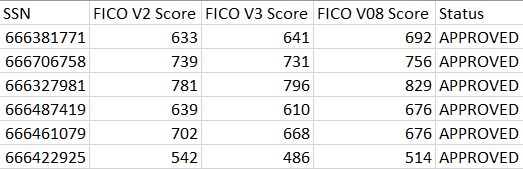 SSN FICO V2 Score FICO V3 Score FICO V08 Score Status
666381771 633 641 692 APPROVED
666706758 739 731 756 APPROVED
666327981 781 796 829 APPROVED
666487419 639 610 676 APPROVED
666461079 702 668 676 APPROVED
666422925 542 486 514 APPROVED